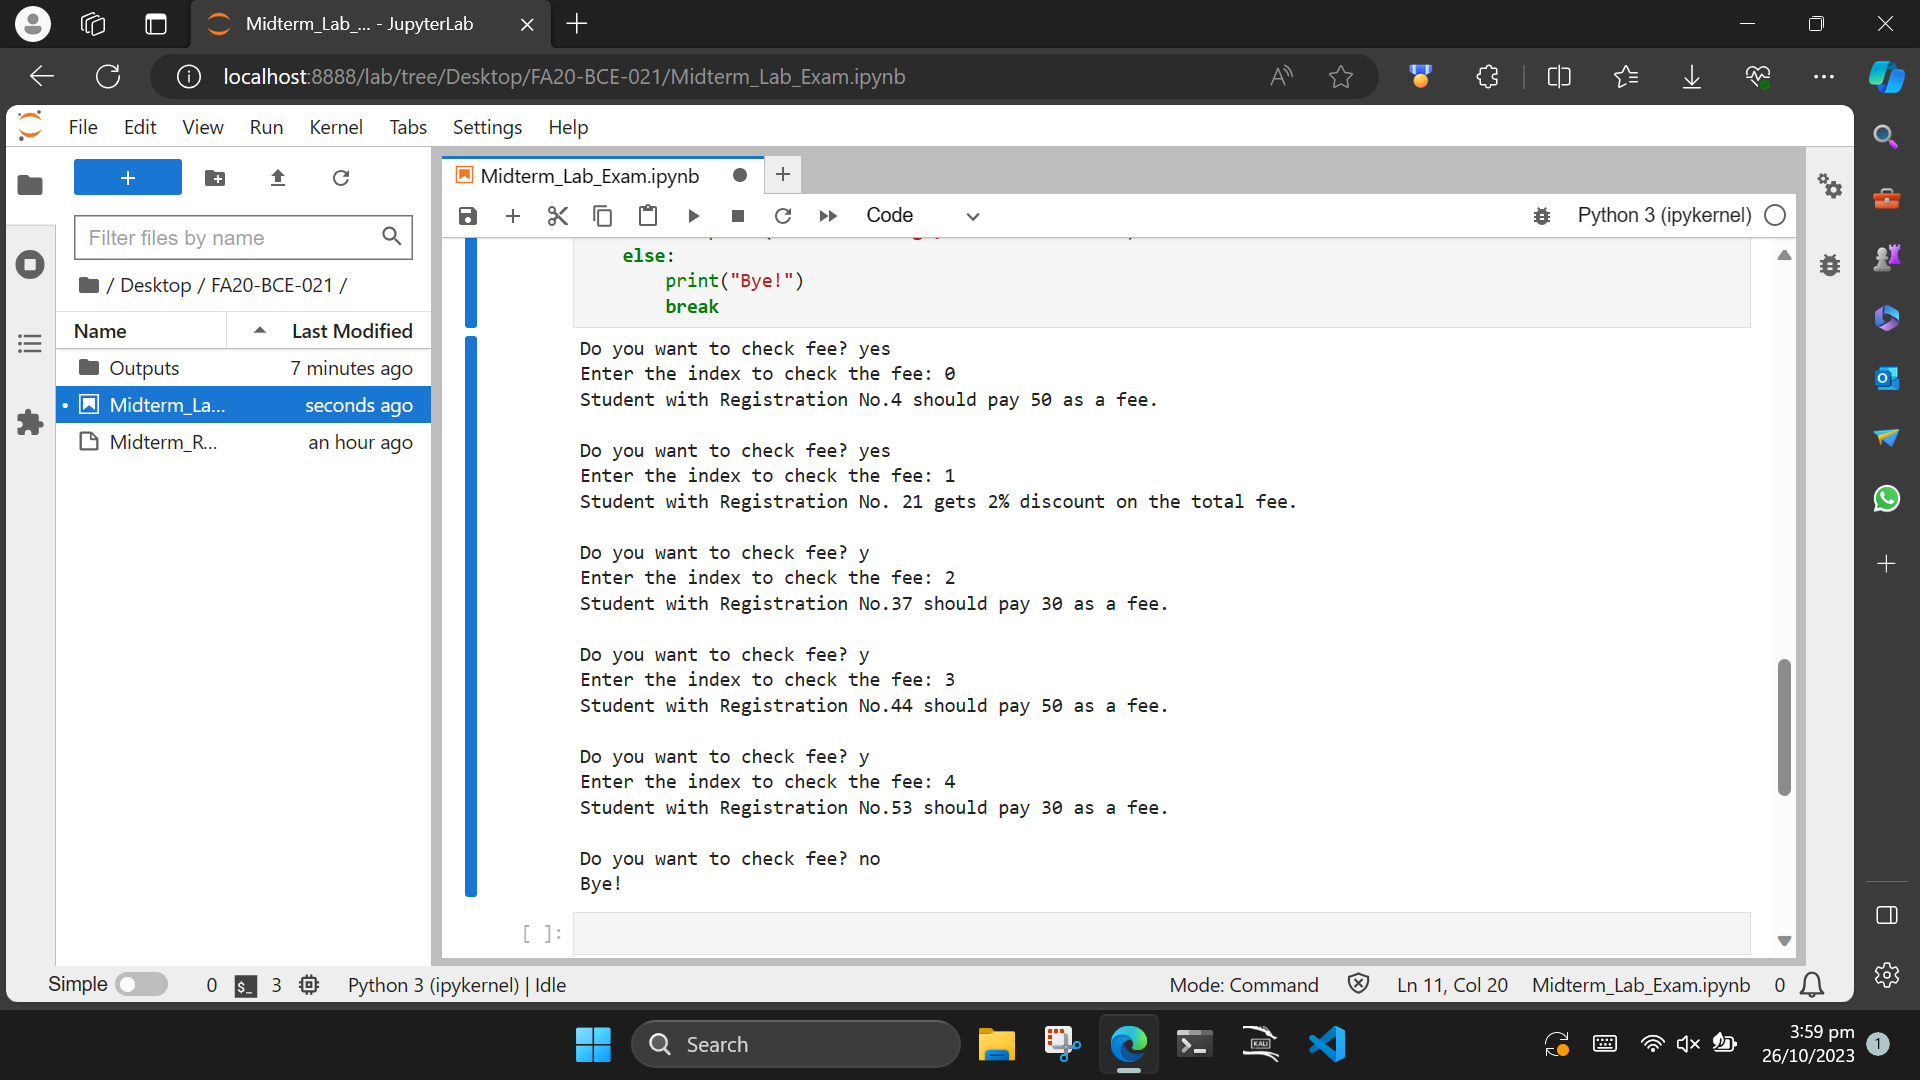 Midterm_Lab_... - JupyterLab
localhost:8888/lab/tree/Desktop/FA20-BCE-021/Midterm_Lab_Exam.ipynb
File Edit View Run Kernel Tabs Settings Help
Filter files by name
/ Desktop / FA20-BCE-021 /
Name Last Modified
Outputs 7 minutes ago
Midterm_La... seconds ago
Midterm_R... an hour ago
Midterm_Lab_Exam.ipynb
Code Python 3 (ipykernel)
else:
print("Bye!")
break
Do you want to check fee? yes
Enter the index to check the fee: 0
Student with Registration No.4 should pay 50 as a fee.
Do you want to check fee? yes
Enter the index to check the fee: 1
Student with Registration No. 21 gets 2% discount on the total fee.
Do you want to check fee? y
Enter the index to check the fee: 2
Student with Registration No.37 should pay 30 as a fee.
Do you want to check fee? y
Enter the index to check the fee: 3
Student with Registration No.44 should pay 50 as a fee.
Do you want to check fee? y
Enter the index to check the fee: 4
Student with Registration No.53 should pay 30 as a fee.
Do you want to check fee? no
Bye!
[ ]:
Simple 0 $_ 3 Python 3 (ipykernel) | Idle Mode: Command Ln 11, Col 20 Midterm_Lab_Exam.ipynb 0
Search
KALI
3:59 pm
26/10/2023
1